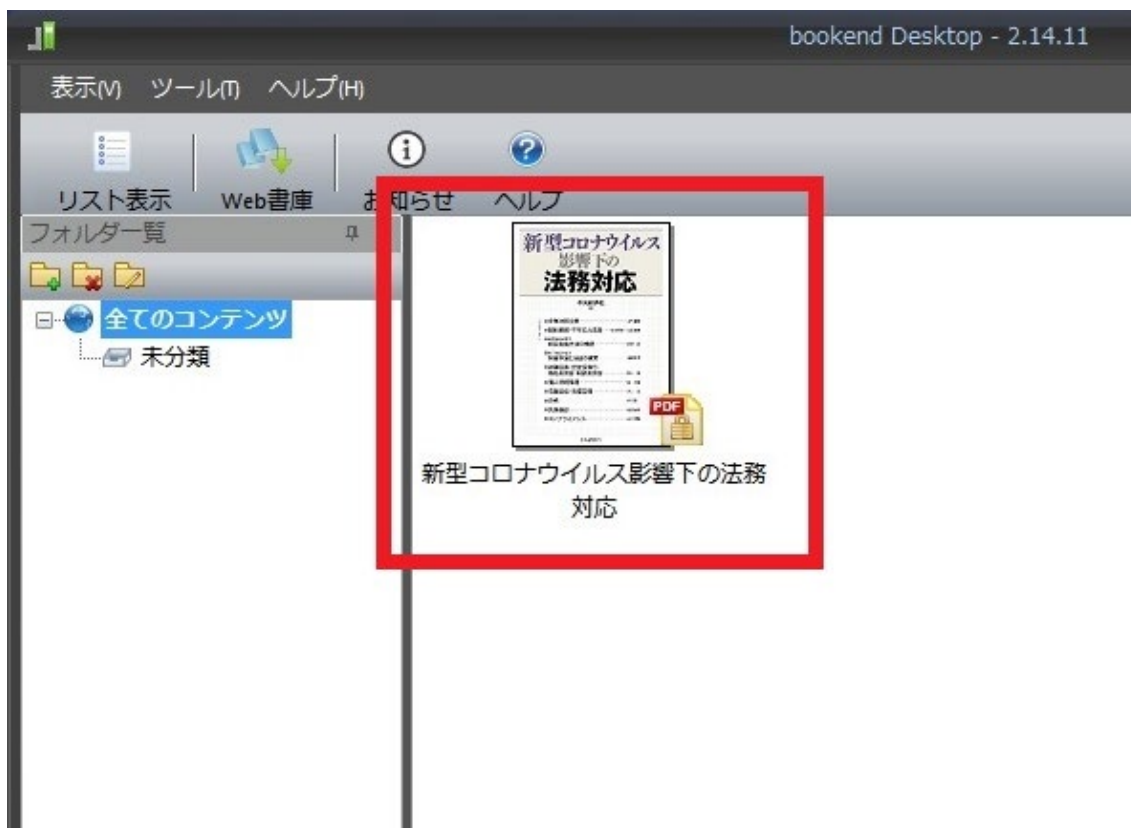 bookend Desktop - 2.14.11
表示(V) ツール(T) ヘルプ(H)
リスト表示 Web書庫 お知らせ ヘルプ
フォルダ一覧
全てのコンテンツ
未分類
新型コロナウイルス
影響下の
法務対応
PDF
新型コロナウイルス影響下の法務
対応